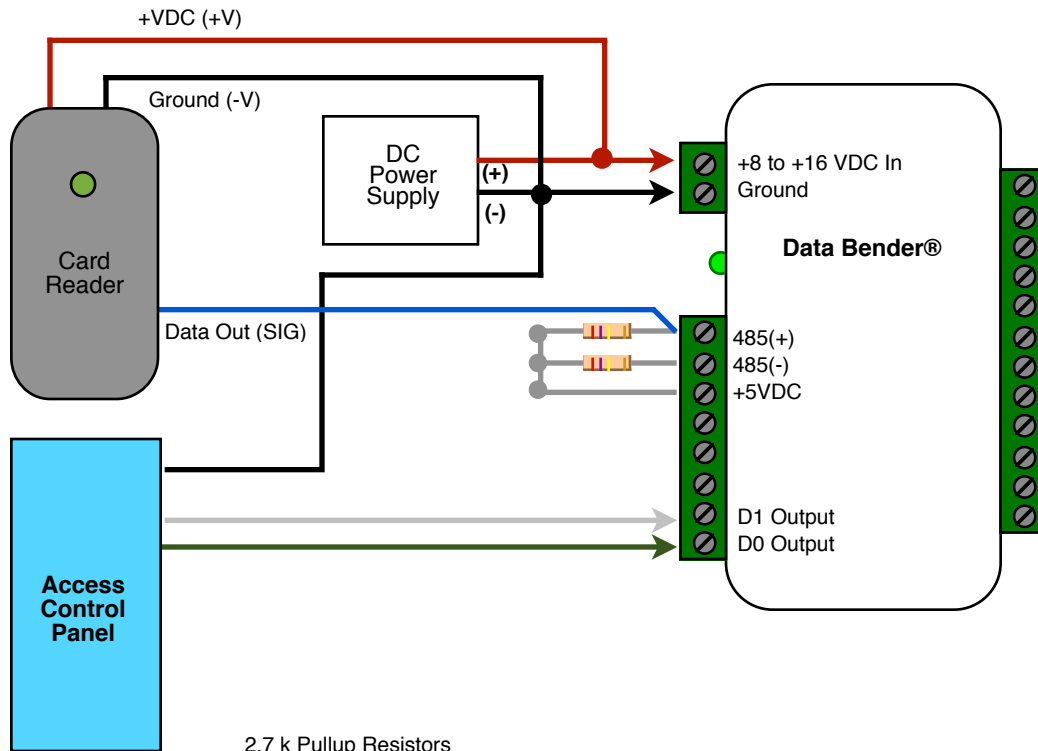 +VDC (+V)
Ground (-V)
DC
Power
Supply
(+)
(-)
+8 to +16 VDC In
Ground
Data Bender®
Card
Reader
Data Out (SIG)
485(+)
485(-)
+5VDC
D1 Output
D0 Output
Access
Control
Panel
2.7 k Pullup Resistors